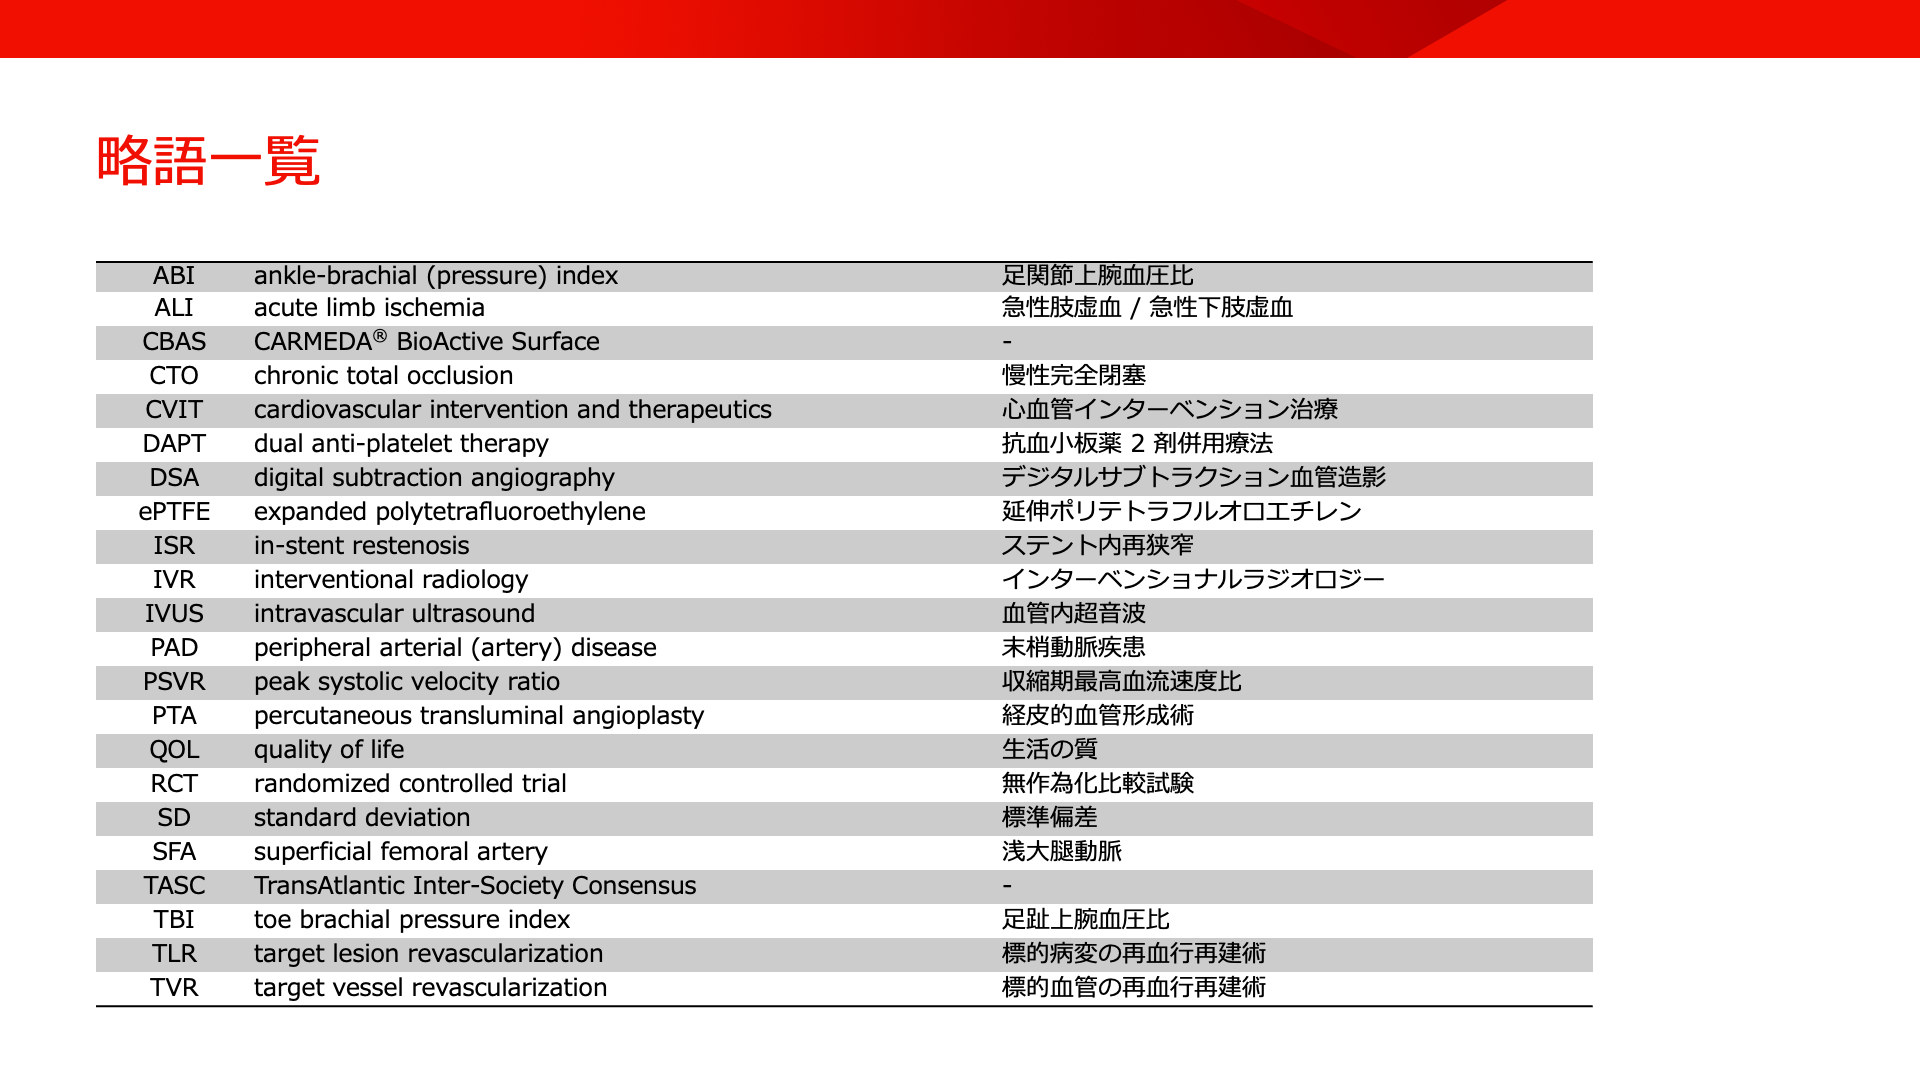 略語一覧
ABI ankle-brachial (pressure) index 足関節上腕血圧比
ALI acute limb ischemia 急性肢虚血 / 急性下肢虚血
CBAS CARMEDA® BioActive Surface -
CTO chronic total occlusion 慢性完全閉塞
CVIT cardiovascular intervention and therapeutics 心血管インターベンション治療
DAPT dual anti-platelet therapy 抗血小板薬 2 剤併用療法
DSA digital subtraction angiography デジタルサブトラクション血管造影
ePTFE expanded polytetrafluoroethylene 延伸ポリテトラフルオロエチレン
ISR in-stent restenosis ステント内再狭窄
IVR interventional radiology インターベンショナルラジオロジー
IVUS intravascular ultrasound 血管内超音波
PAD peripheral arterial (artery) disease 末梢動脈疾患
PSVR peak systolic velocity ratio 収縮期最高血流速度比
PTA percutaneous transluminal angioplasty 経皮的血管形成術
QOL quality of life 生活の質
RCT randomized controlled trial 無作為化比較試験
SD standard deviation 標準偏差
SFA superficial femoral artery 浅大腿動脈
TASC TransAtlantic Inter-Society Consensus -
TBI toe brachial pressure index 足趾上腕血圧比
TLR target lesion revascularization 標的病変の再血行再建術
TVR target vessel revascularization 標的血管の再血行再建術